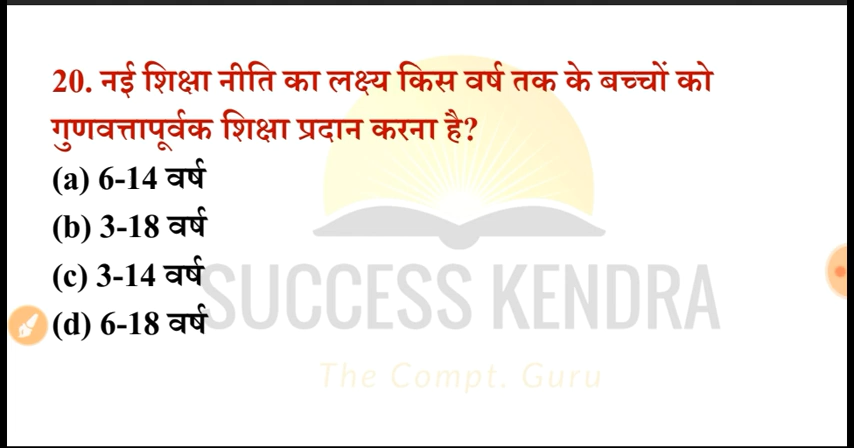 20. नई शिक्षा नीति का लक्ष्य किस वर्ष तक के बच्चों को
गुणवत्तापूर्वक शिक्षा प्रदान करना है?
(a) 6-14 वर्ष
(b) 3-18 वर्ष
(c) 3-14 वर्ष
(d) 6-18 वर्ष
SUCCESS KENDRA
The Compt. Guru